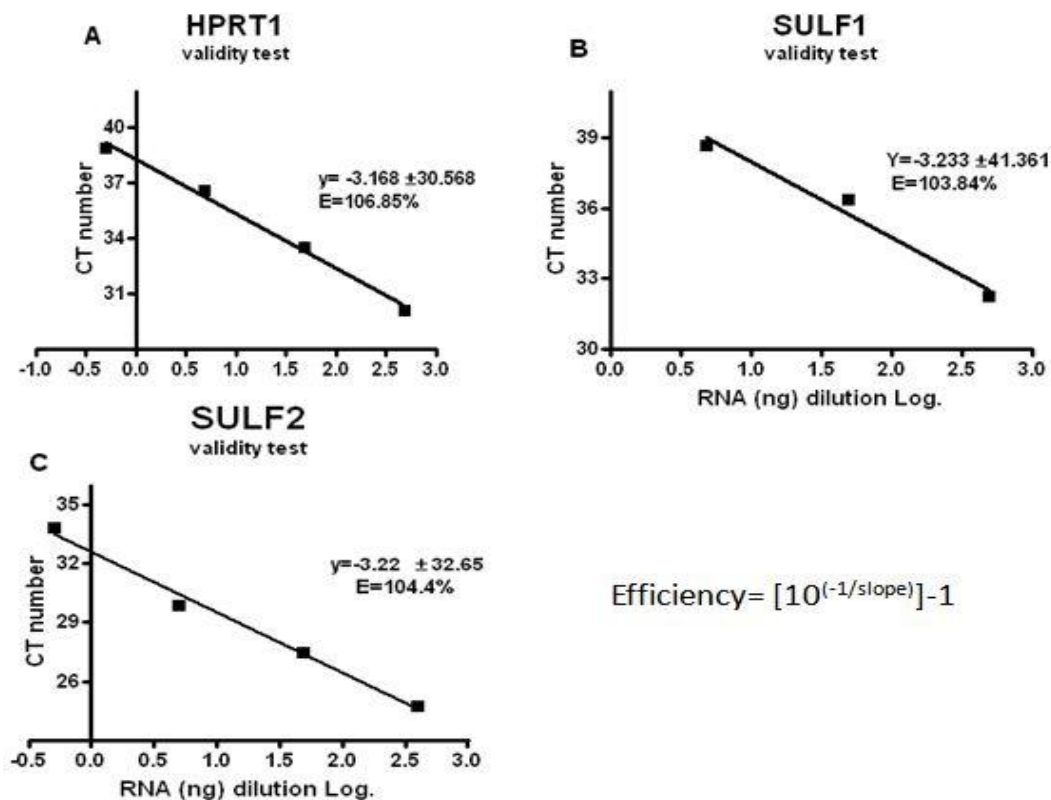 A
HPRT1
validity test
CT number
40
37
34
31
y= -3.168 ±30.568
E=106.85%
-1.0 -0.5 0.0 0.5 1.0 1.5 2.0 2.5 3.0
B
SULF1
validity test
CT number
39
36
33
30
Y=-3.233 ±41.361
E=103.84%
0.0 0.5 1.0 1.5 2.0 2.5 3.0
RNA (ng) dilution Log.
C
SULF2
validity test
CT number
35
32
29
26
y=-3.22 ±32.65
E=104.4%
-0.5 0.0 0.5 1.0 1.5 2.0 2.5 3.0
RNA (ng) dilution Log.
Efficiency= [10(-1/slope)]-1